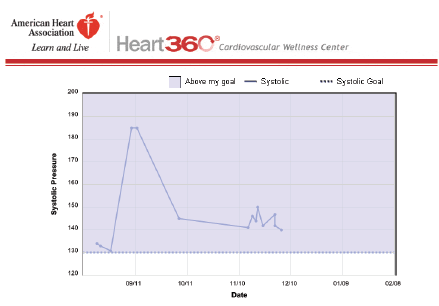 American Heart
Association
Learn and Live
Heart360 Cardiovascular Wellness Center
Above my goal Systolic Systolic Goal
200
190
180
170
160
150
140
130
120
Systolic Pressure
09/11 10/11 11/10 12/10 01/09 02/08
Date